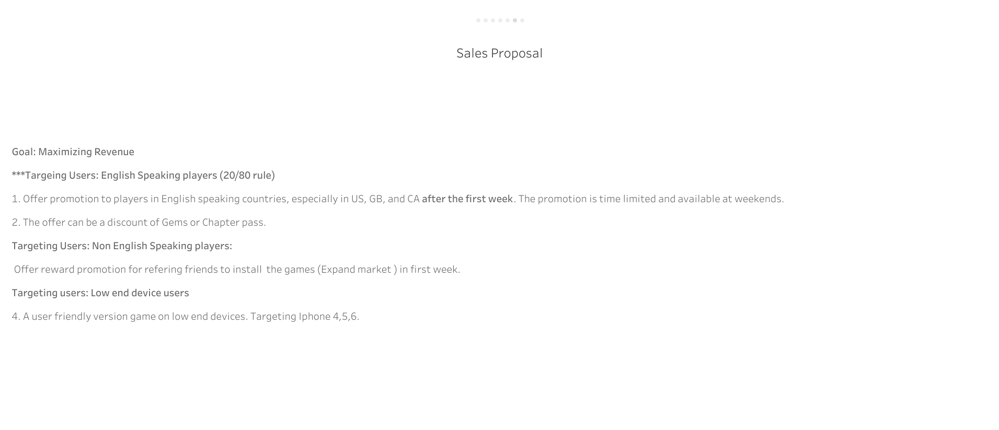 Sales Proposal
Goal: Maximizing Revenue
***Targeing Users: English Speaking players (20/80 rule)
1. Offer promotion to players in English speaking countries, especially in US, GB, and CA after the first week. The promotion is time limited and available at weekends.
2. The offer can be a discount of Gems or Chapter pass.
Targeting Users: Non English Speaking players:
Offer reward promotion for refering friends to install  the games (Expand market ) in first week.
Targeting users: Low end device users
4. A user friendly version game on low end devices. Targeting Iphone 4,5,6.